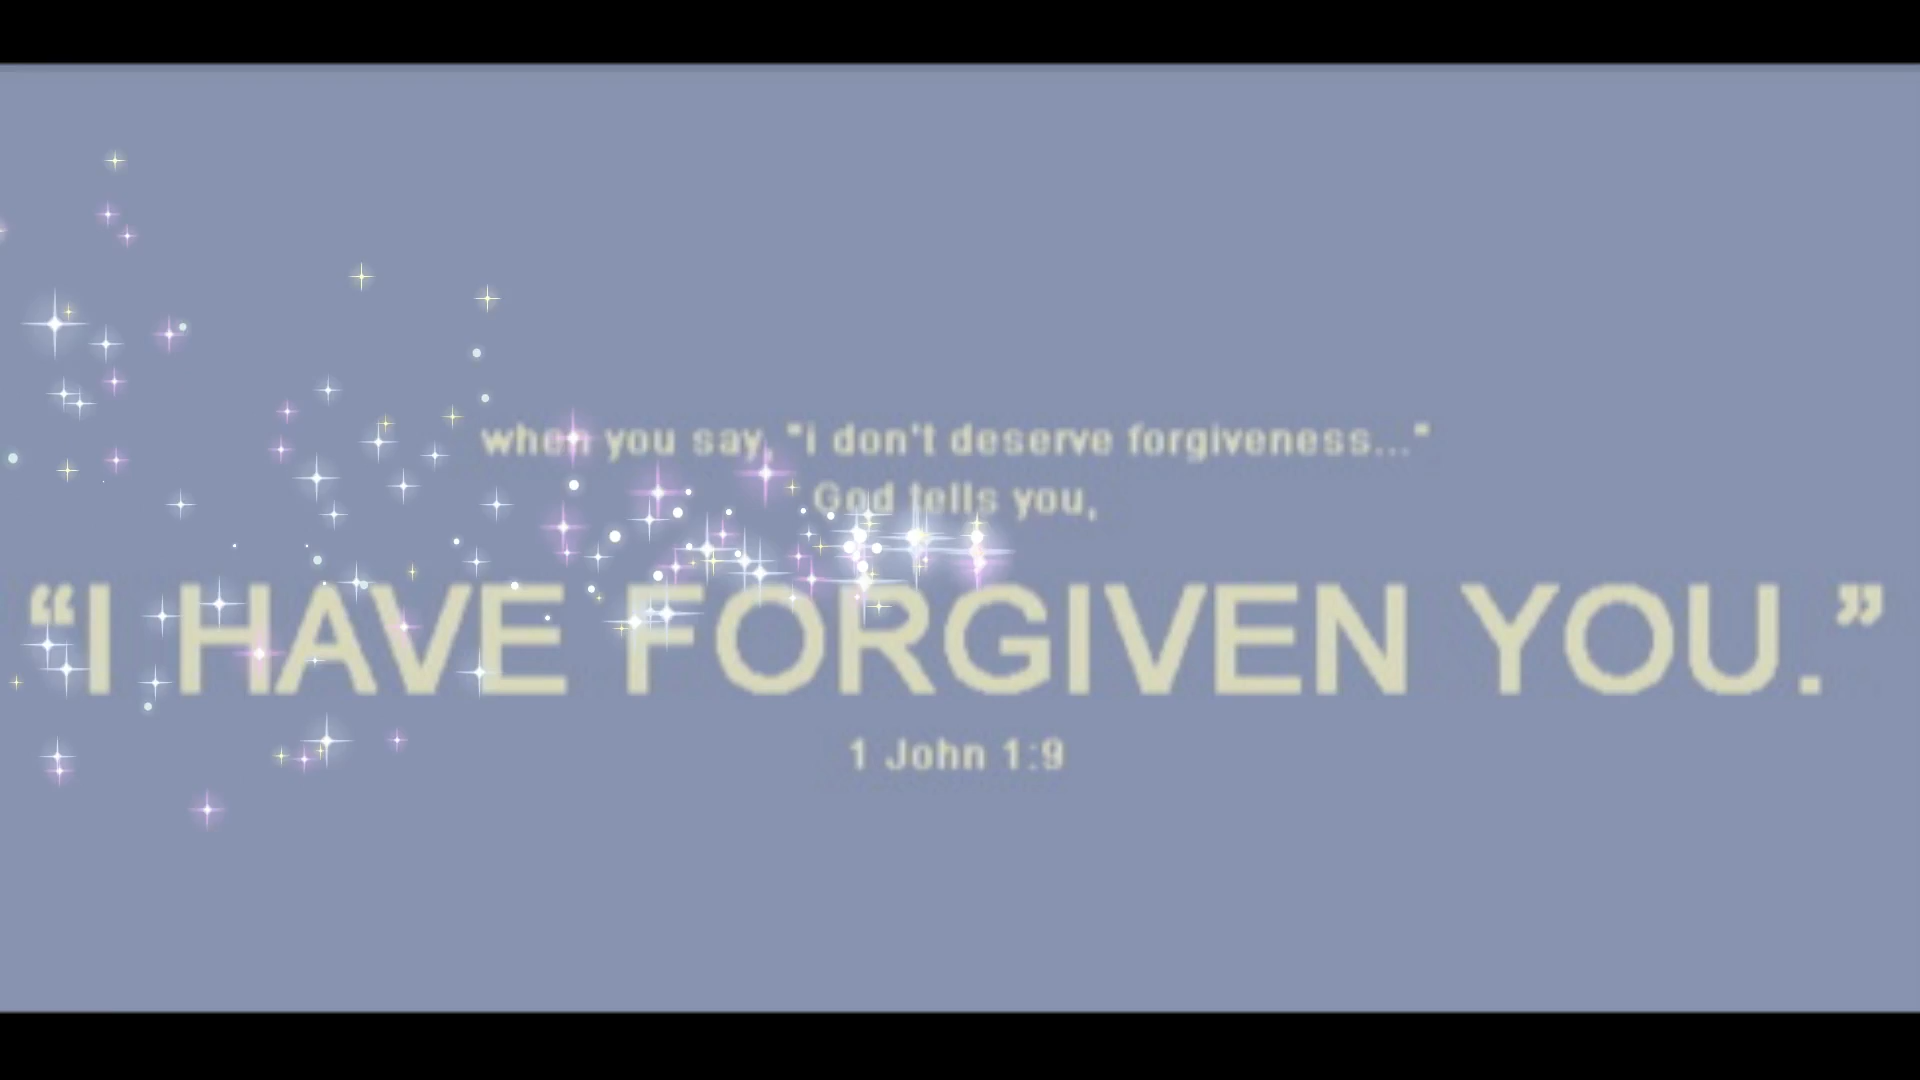 when you say, "i don't deserve forgiveness..."
God tells you,
“I HAVE FORGIVEN YOU.”
1 John 1:9